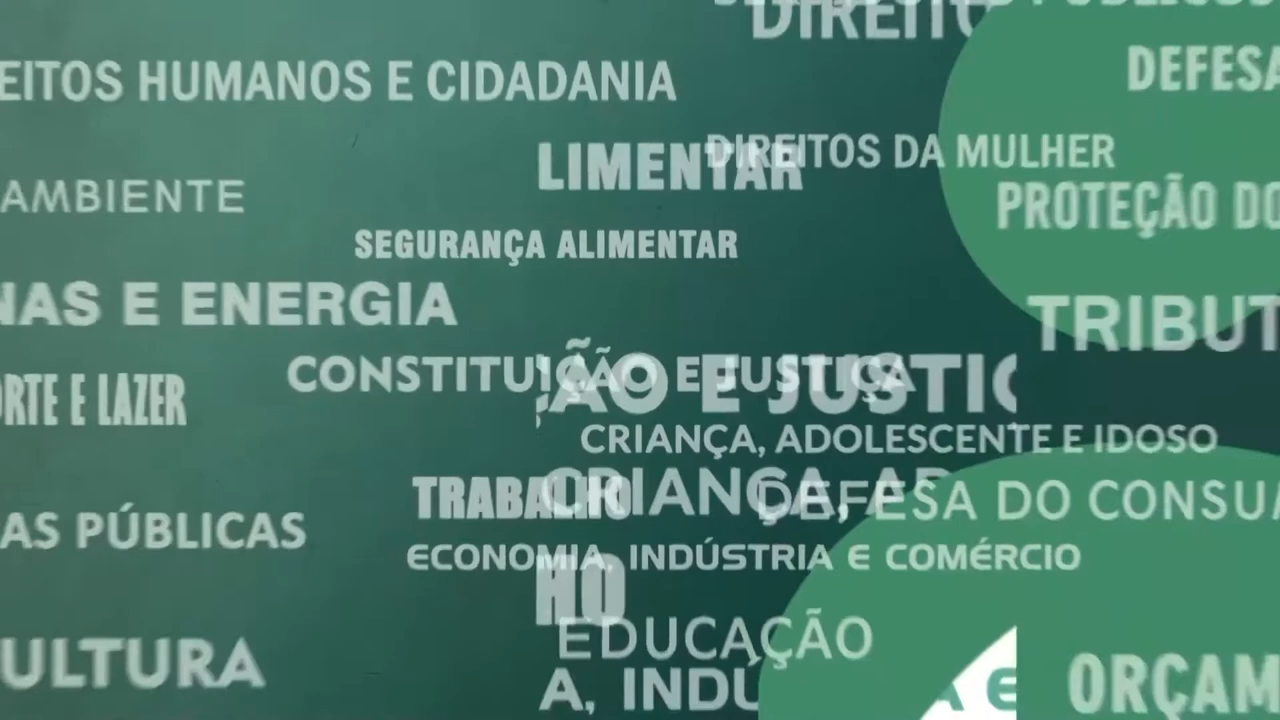 DIREITO
EITOS HUMANOS E CIDADANIA
DEFESA
DIREITOS DA MULHER
LIMENTAR
AMBIENTE
PROTEÇÃO DO
SEGURANÇA ALIMENTAR
NAS E ENERGIA
TRIBUT
CONSTITUIÇÃO E JUSTIÇA
ÃO E JUSTIÇ
ORTE E LAZER
CRIANÇA, ADOLESCENTE E IDOSO
TRABALHO
CRIANÇA, AD
DEFESA DO CONSU
AS PÚBLICAS
ECONOMIA, INDÚSTRIA E COMÉRCIO
HO
EDUCAÇÃO
ULTURA
A, INDÚ
A E
ORÇAM